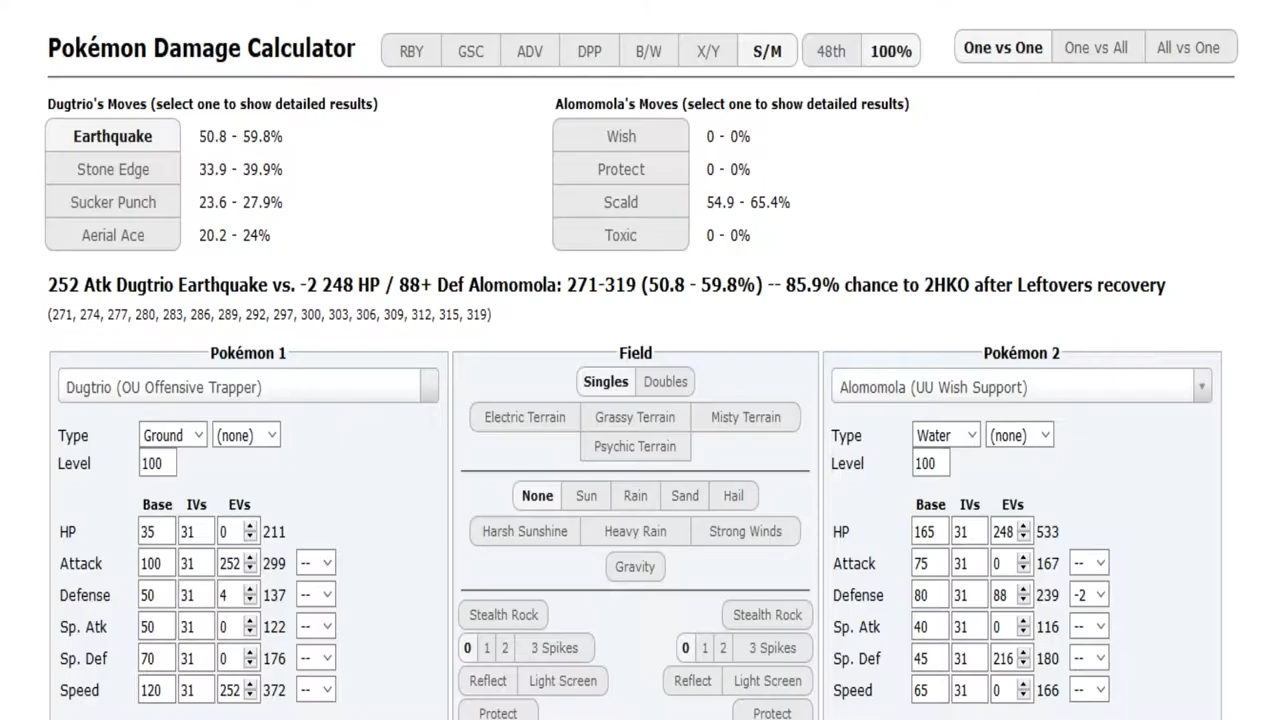 Pokémon Damage Calculator RBY GSC ADV DPP B/W X/Y S/M 48th 100% One vs One One vs All All vs One
Dugtrio's Moves (select one to show detailed results) Alomomola's Moves (select one to show detailed results)
Earthquake 50.8 - 59.8% Wish 0 - 0%
Stone Edge 33.9 - 39.9% Protect 0 - 0%
Sucker Punch 23.6 - 27.9% Scald 54.9 - 65.4%
Aerial Ace 20.2 - 24% Toxic 0 - 0%
252 Atk Dugtrio Earthquake vs. -2 248 HP / 88+ Def Alomomola: 271-319 (50.8 - 59.8%) -- 85.9% chance to 2HKO after Leftovers recovery
(271, 274, 277, 280, 283, 286, 289, 292, 297, 300, 303, 306, 309, 312, 315, 319)
Pokémon 1
Dugtrio (OU Offensive Trapper)
Type Ground (none)
Level 100
Base IVs EVs
HP 35 31 0 211
Attack 100 31 252 299 --
Defense 50 31 4 137 --
Sp. Atk 50 31 0 122 --
Sp. Def 70 31 0 176 --
Speed 120 31 252 372 --
Field
Singles Doubles
Electric Terrain Grassy Terrain Misty Terrain
Psychic Terrain
None Sun Rain Sand Hail
Harsh Sunshine Heavy Rain Strong Winds
Gravity
Stealth Rock Stealth Rock
0 1 2 3 Spikes 0 1 2 3 Spikes
Reflect Light Screen Reflect Light Screen
Protect Protect
Pokémon 2
Alomomola (UU Wish Support)
Type Water (none)
Level 100
Base IVs EVs
HP 165 31 248 533
Attack 75 31 0 167 --
Defense 80 31 88 239 -2
Sp. Atk 40 31 0 116 --
Sp. Def 45 31 216 180 --
Speed 65 31 0 166 --